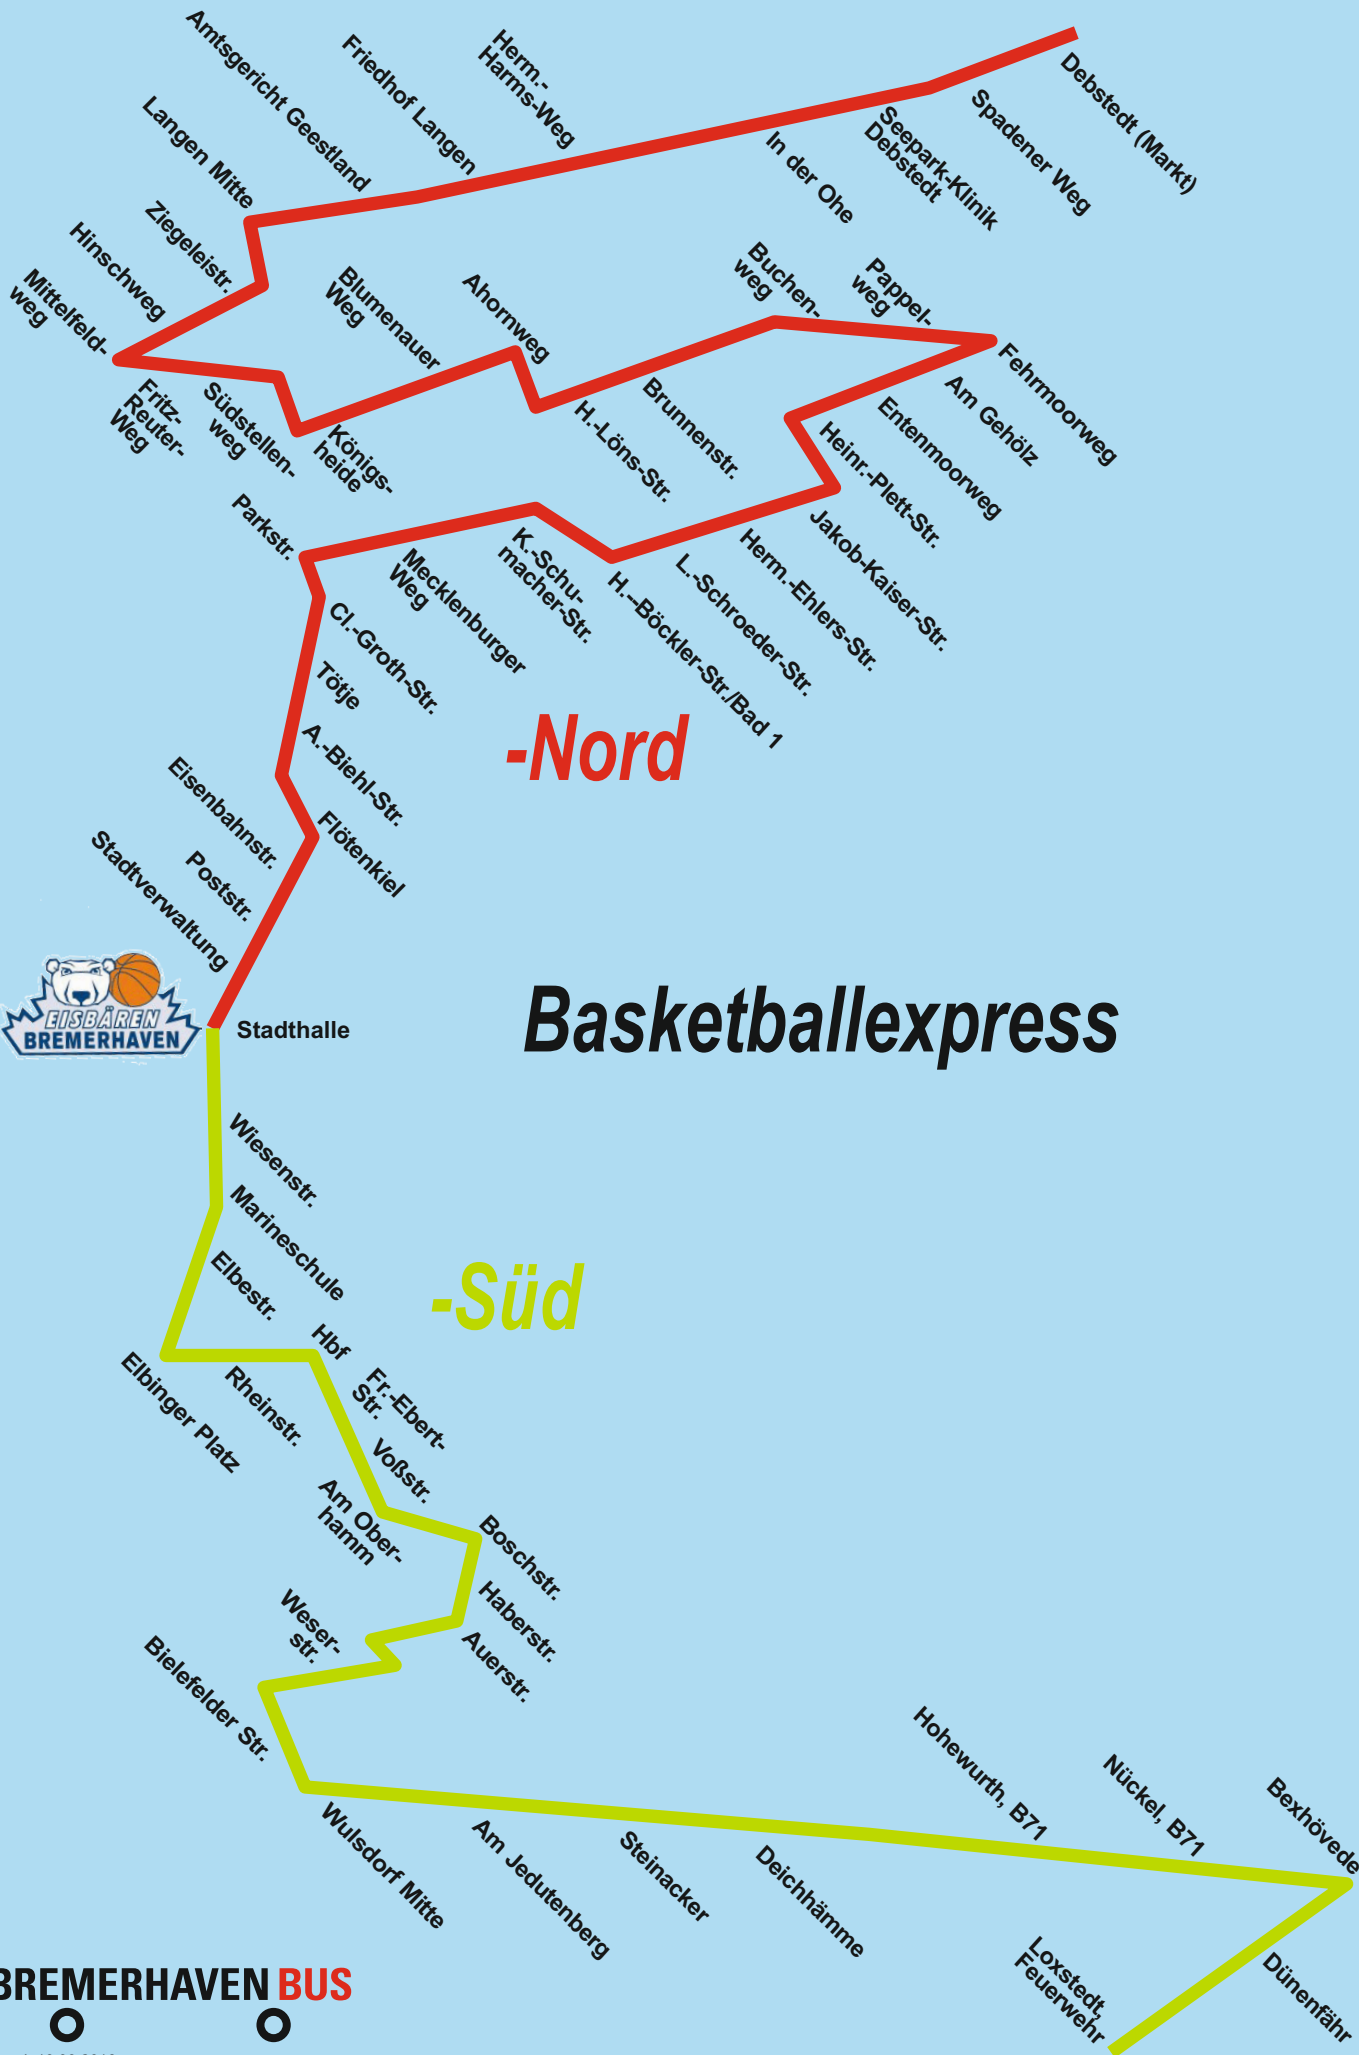 Debstedt (Markt)
Spadener Weg
Seepark-Klinik
Debstedt
In der Ohe
Herm.-
Harms-Weg
Friedhof Langen
Amtsgericht Geestland
Langen Mitte
Ziegeleistr.
Hinschweg
Mittelfeld-
weg
Fritz-
Reuter-
Weg
Südstellen-
weg
Königs-
heide
Blumenauer
Weg
Ahornweg
H.-Löns-Str.
Brunnenstr.
Buchen-
weg
Pappel-
weg
Fehrmoorweg
Am Gehölz
Entenmoorweg
Heinr.-Plett-Str.
Jakob-Kaiser-Str.
Herm.-Ehlers-Str.
L.-Schroeder-Str.
H.-Böckler-Str./Bad 1
K.-Schu-
macher-Str.
Mecklenburger
Weg
Parkstr.
Cl.-Groth-Str.
Tötje
A.-Biehl-Str.
Flötenkiel
Eisenbahnstr.
Poststr.
Stadtverwaltung
-Nord
EISBÄREN
BREMERHAVEN
Stadthalle
Basketballexpress
-Süd
Wiesenstr.
Marineschule
Elbestr.
Elbinger Platz
Rheinstr.
Hbf
Fr.-Ebert-
Str.
Voßstr.
Am Ober-
hamm
Boschstr.
Haberstr.
Auerstr.
Weser-
str.
Bielefelder Str.
Wulsdorf Mitte
Am Jedutenberg
Steinacker
Deichhämme
Hohewurth, B71
Nückel, B71
Bexhövede
Dünenfähr
Loxstedt,
Feuerwehr
BREMERHAVEN BUS